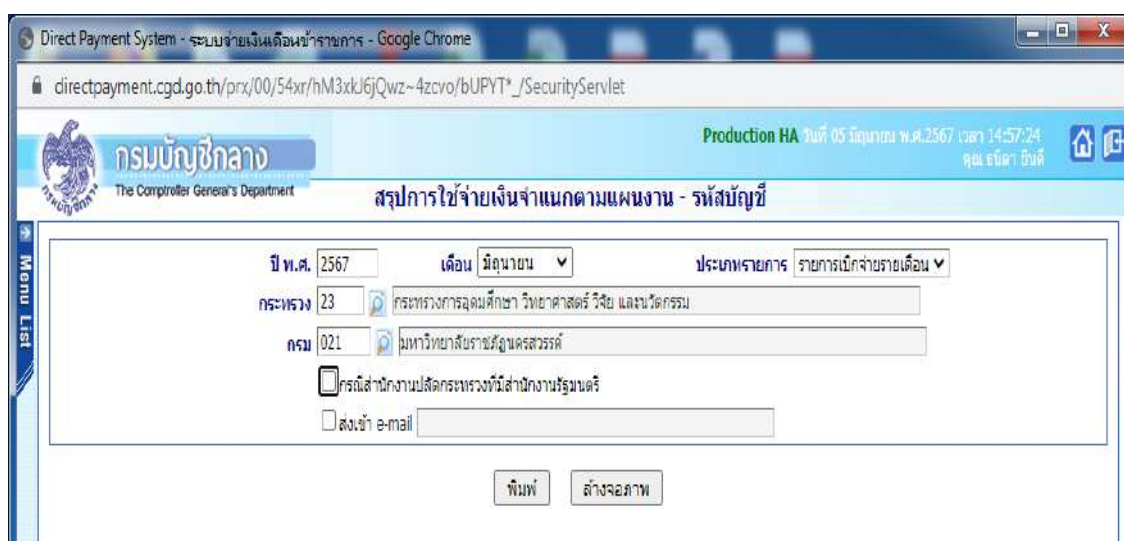 Direct Payment System - ระบบจ่ายเงินเดือนข้าราชการ - Google Chrome
directpayment.cgd.go.th/prx/00/54xr/hM3xkJ6jQwz~4zcvo/bUPYT*_/SecurityServlet
กรมบัญชีกลาง
The Comptroller General's Department
Production HA วันที่ 05 มิถุนายน พ.ศ.2567 เวลา 14:57:24
คุณ ธนิดา ยินดี
สรุปการใช้จ่ายเงินจำแนกตามแผนงาน - รหัสบัญชี
Menu List
ปี พ.ศ. 2567 เดือน มิถุนายน ประเภทรายการ รายการเบิกจ่ายรายเดือน
กระทรวง 23 กระทรวงการอุดมศึกษา วิทยาศาสตร์ วิจัย และนวัตกรรม
กรม 021 มหาวิทยาลัยราชภัฏนครสวรรค์
กรณีสำนักงานปลัดกระทรวงที่มีสำนักงานรัฐมนตรี
ส่งเข้า e-mail
พิมพ์ ล้างจอภาพ